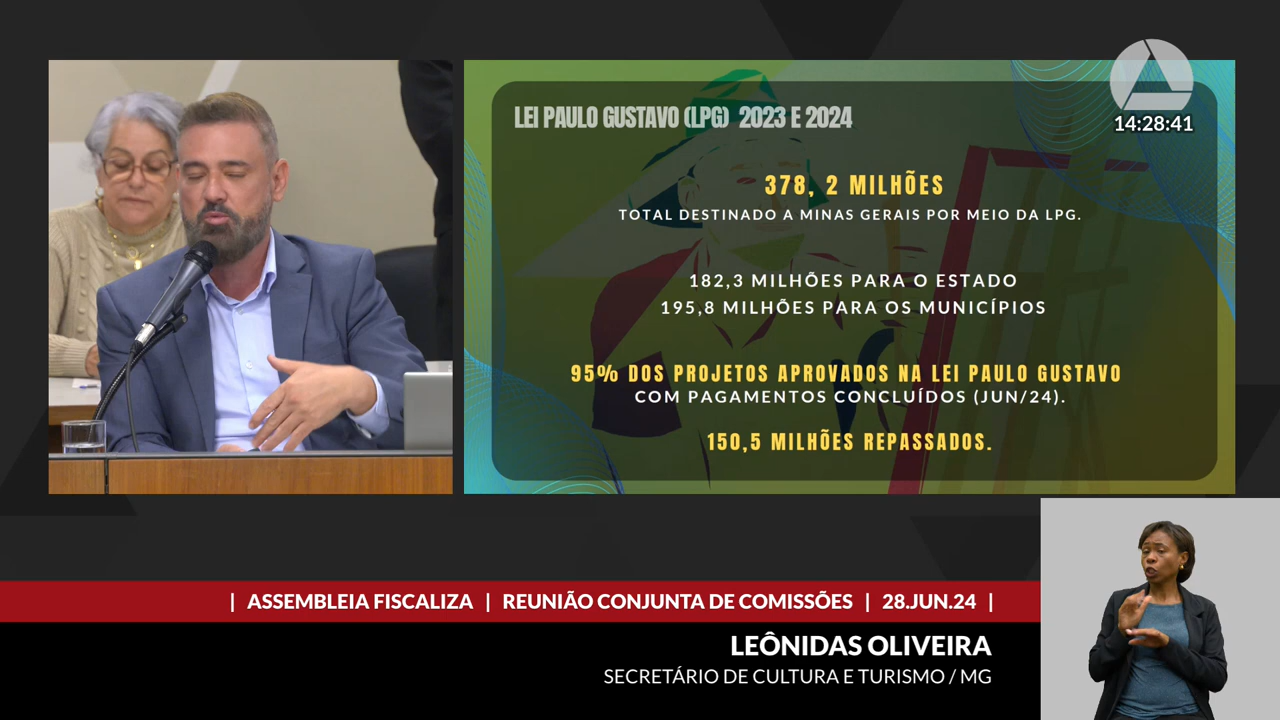 LEI PAULO GUSTAVO (LPG) 2023 E 2024
14:28:41
378, 2 MILHÕES
TOTAL DESTINADO A MINAS GERAIS POR MEIO DA LPG.
182,3 MILHÕES PARA O ESTADO
195,8 MILHÕES PARA OS MUNICÍPIOS
95% DOS PROJETOS APROVADOS NA LEI PAULO GUSTAVO
COM PAGAMENTOS CONCLUÍDOS (JUN/24).
150,5 MILHÕES REPASSADOS.
| ASSEMBLEIA FISCALIZA | REUNIÃO CONJUNTA DE COMISSÕES | 28.JUN.24 |
LEÔNIDAS OLIVEIRA
SECRETÁRIO DE CULTURA E TURISMO / MG